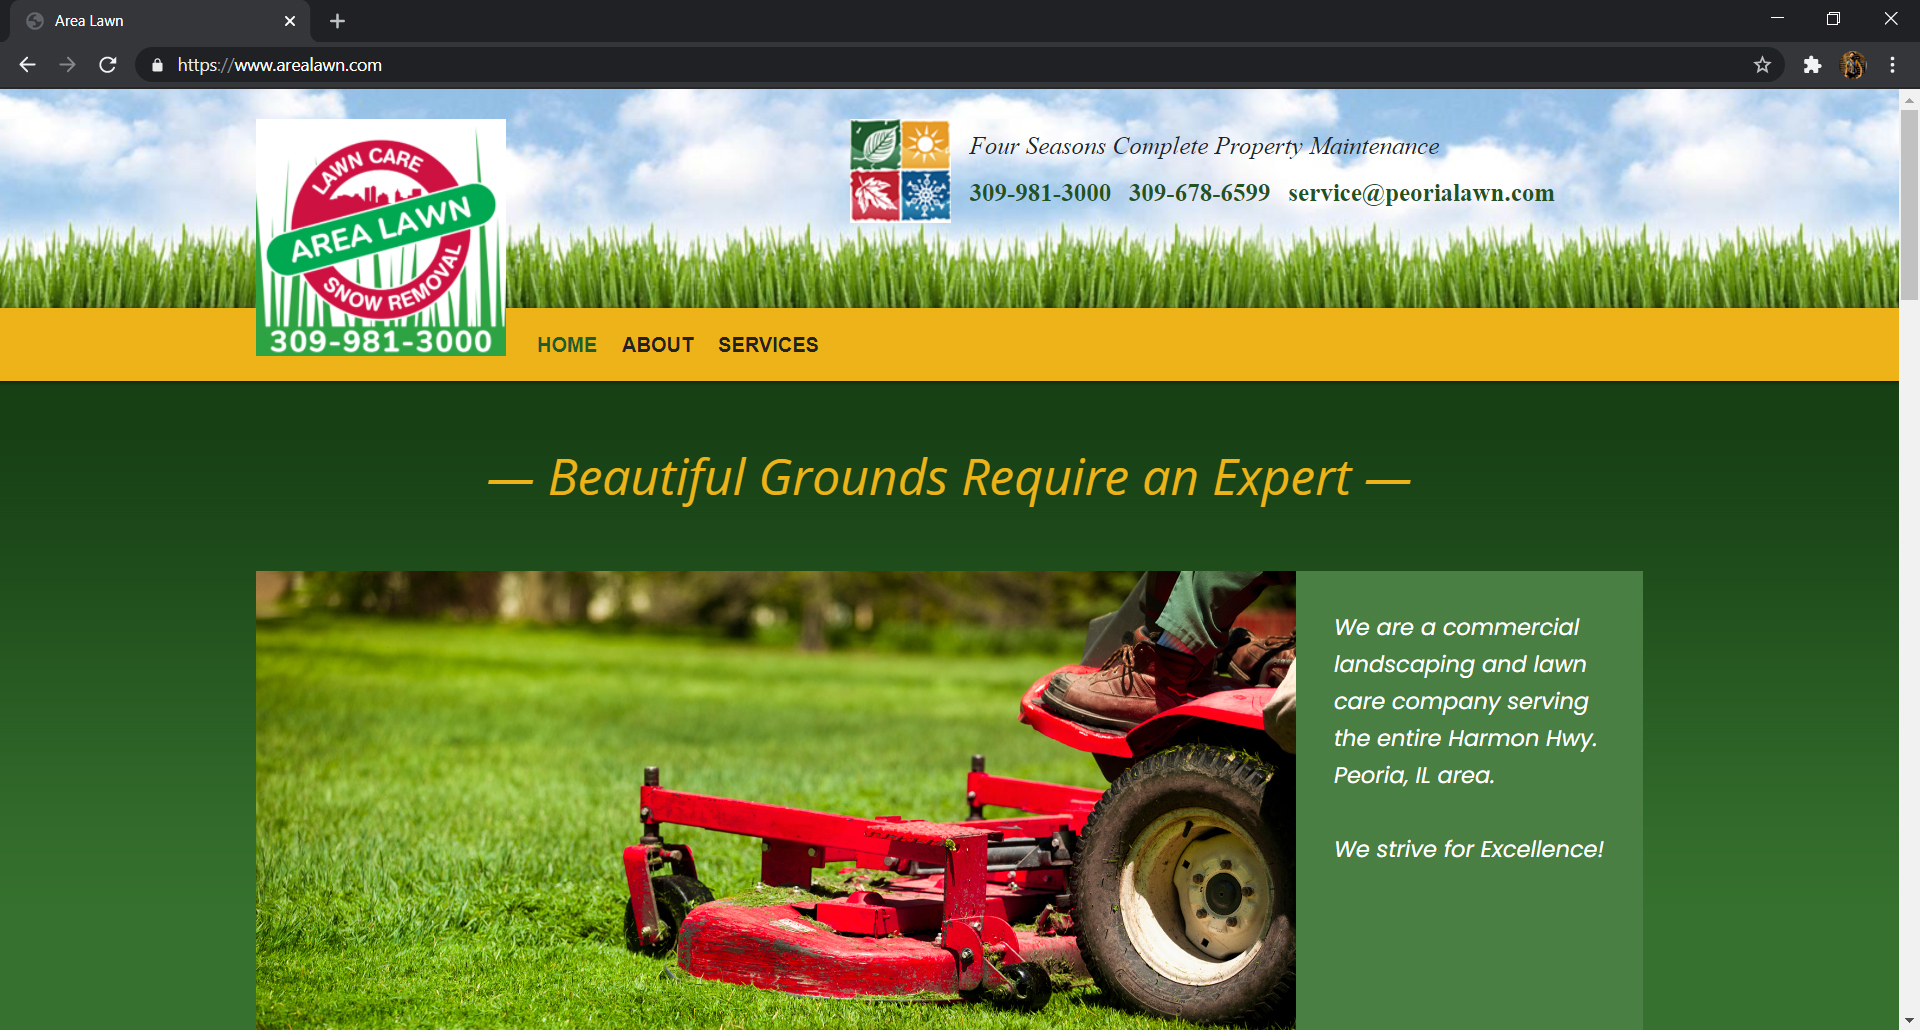 Area Lawn
https://www.arealawn.com
LAWN CARE
AREA LAWN
SNOW REMOVAL
309-981-3000
Four Seasons Complete Property Maintenance
309-981-3000 309-678-6599 service@peorialawn.com
HOME ABOUT SERVICES
— Beautiful Grounds Require an Expert —
We are a commercial
landscaping and lawn
care company serving
the entire Harmon Hwy.
Peoria, IL area.
We strive for Excellence!